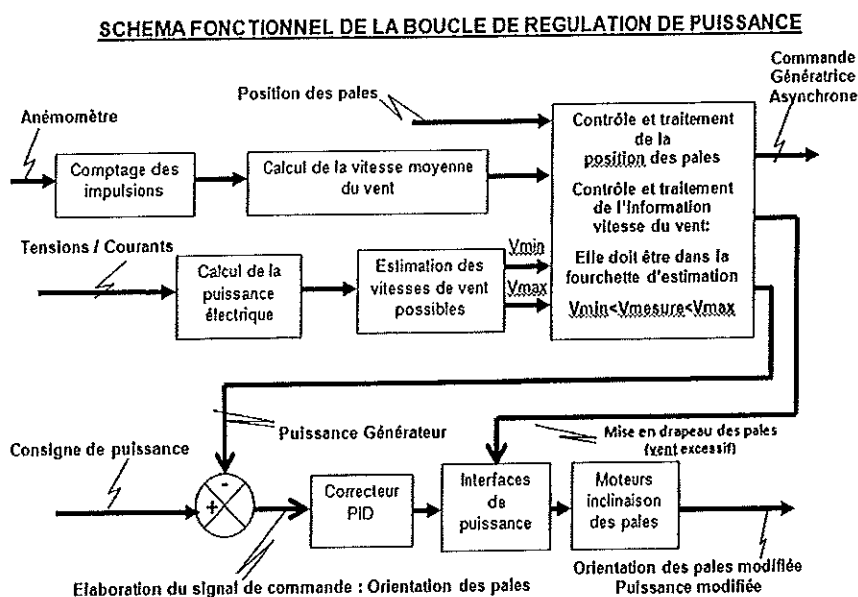 SCHEMA FONCTIONNEL DE LA BOUCLE DE REGULATION DE PUISSANCE
Commande
Génératrice
Asynchrone
Position des pales
Anémomètre
Comptage des
impulsions
Calcul de la vitesse moyenne
du vent
Contrôle et traitement
de la
position des pales
Contrôle et traitement
de l'information
vitesse du vent:
Elle doit être dans la
fourchette d'estimation
Vmin<Vmesure<Vmax
Tensions / Courants
Calcul de la
puissance
électrique
Estimation des
vitesses de vent
possibles
Vmin
Vmax
Puissance Générateur
Mise en drapeau des pales
(vent excessif)
Consigne de puissance
-
+
Correcteur
PID
Interfaces
de
puissance
Moteurs
inclinaison
des pales
Elaboration du signal de commande : Orientation des pales
Orientation des pales modifiée
Puissance modifiée